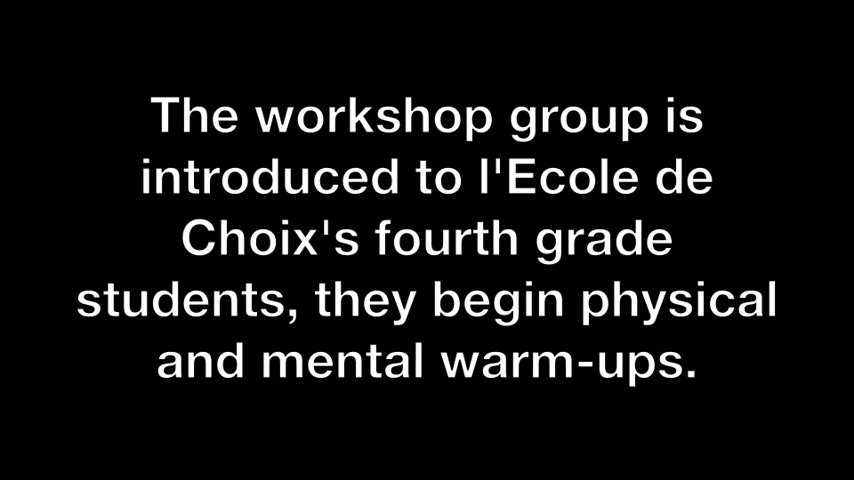 The workshop group is
introduced to l'Ecole de
Choix's fourth grade
students, they begin physical
and mental warm-ups.